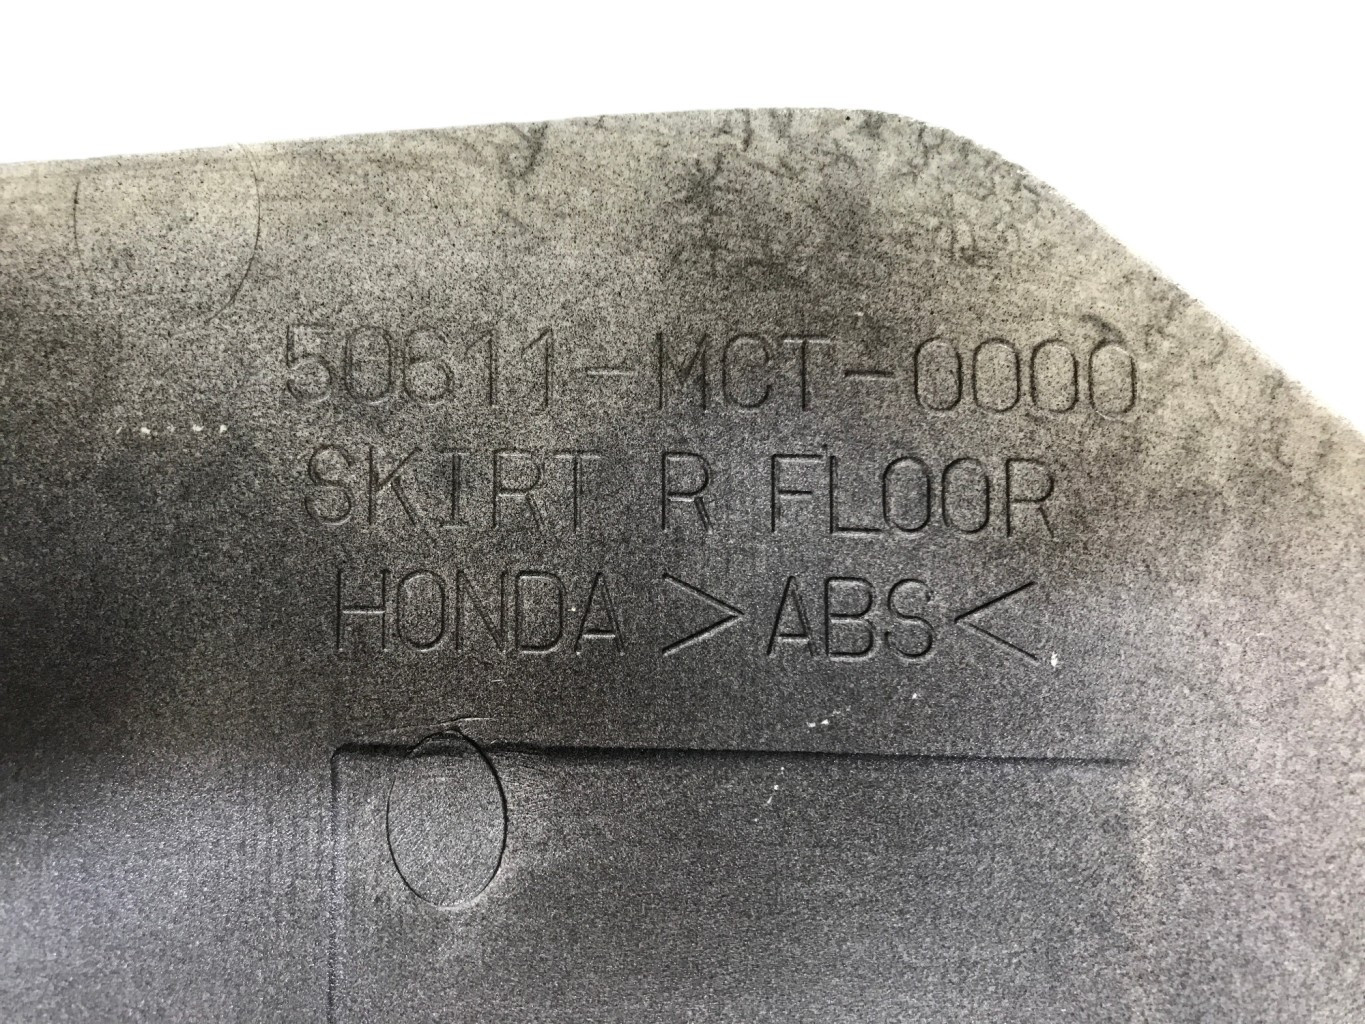 50611-MCT-0000
SKIRT R FLOOR
HONDA >ABS<